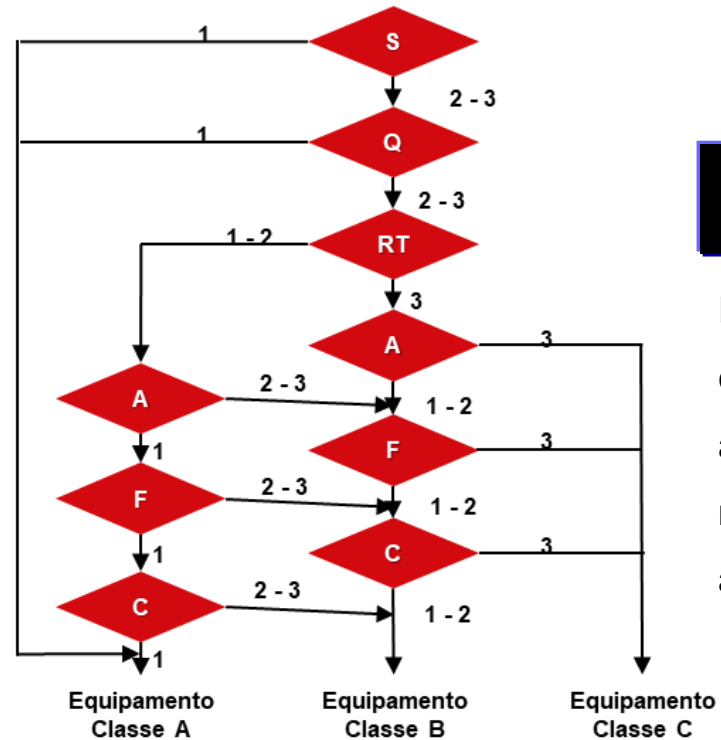 1
S
2 - 3
1
Q
2 - 3
1 - 2
RT
3
A
3
A
2 - 3
1 - 2
1
F
3
F
2 - 3
1 - 2
1
C
3
C
2 - 3
1 - 2
1
Equipamento
Classe A
Equipamento
Classe B
Equipamento
Classe C